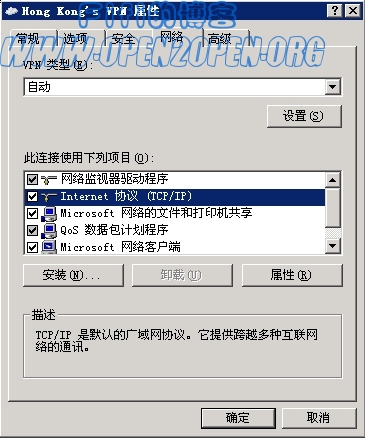 Hong Kong's VPN 属性
常规 选项 安全 网络 高级
WWW.OPEN2OPEN.ORG
VPN 类型(E):
自动
设置(S)
此连接使用下列项目(O):
网络监视器驱动程序
Internet 协议 (TCP/IP)
Microsoft 网络的文件和打印机共享
QoS 数据包计划程序
Microsoft 网络客户端
安装(N)... 卸载(U) 属性(R)
描述
TCP/IP 是默认的广域网协议。它提供跨越多种互联网
络的通讯。
确定 取消